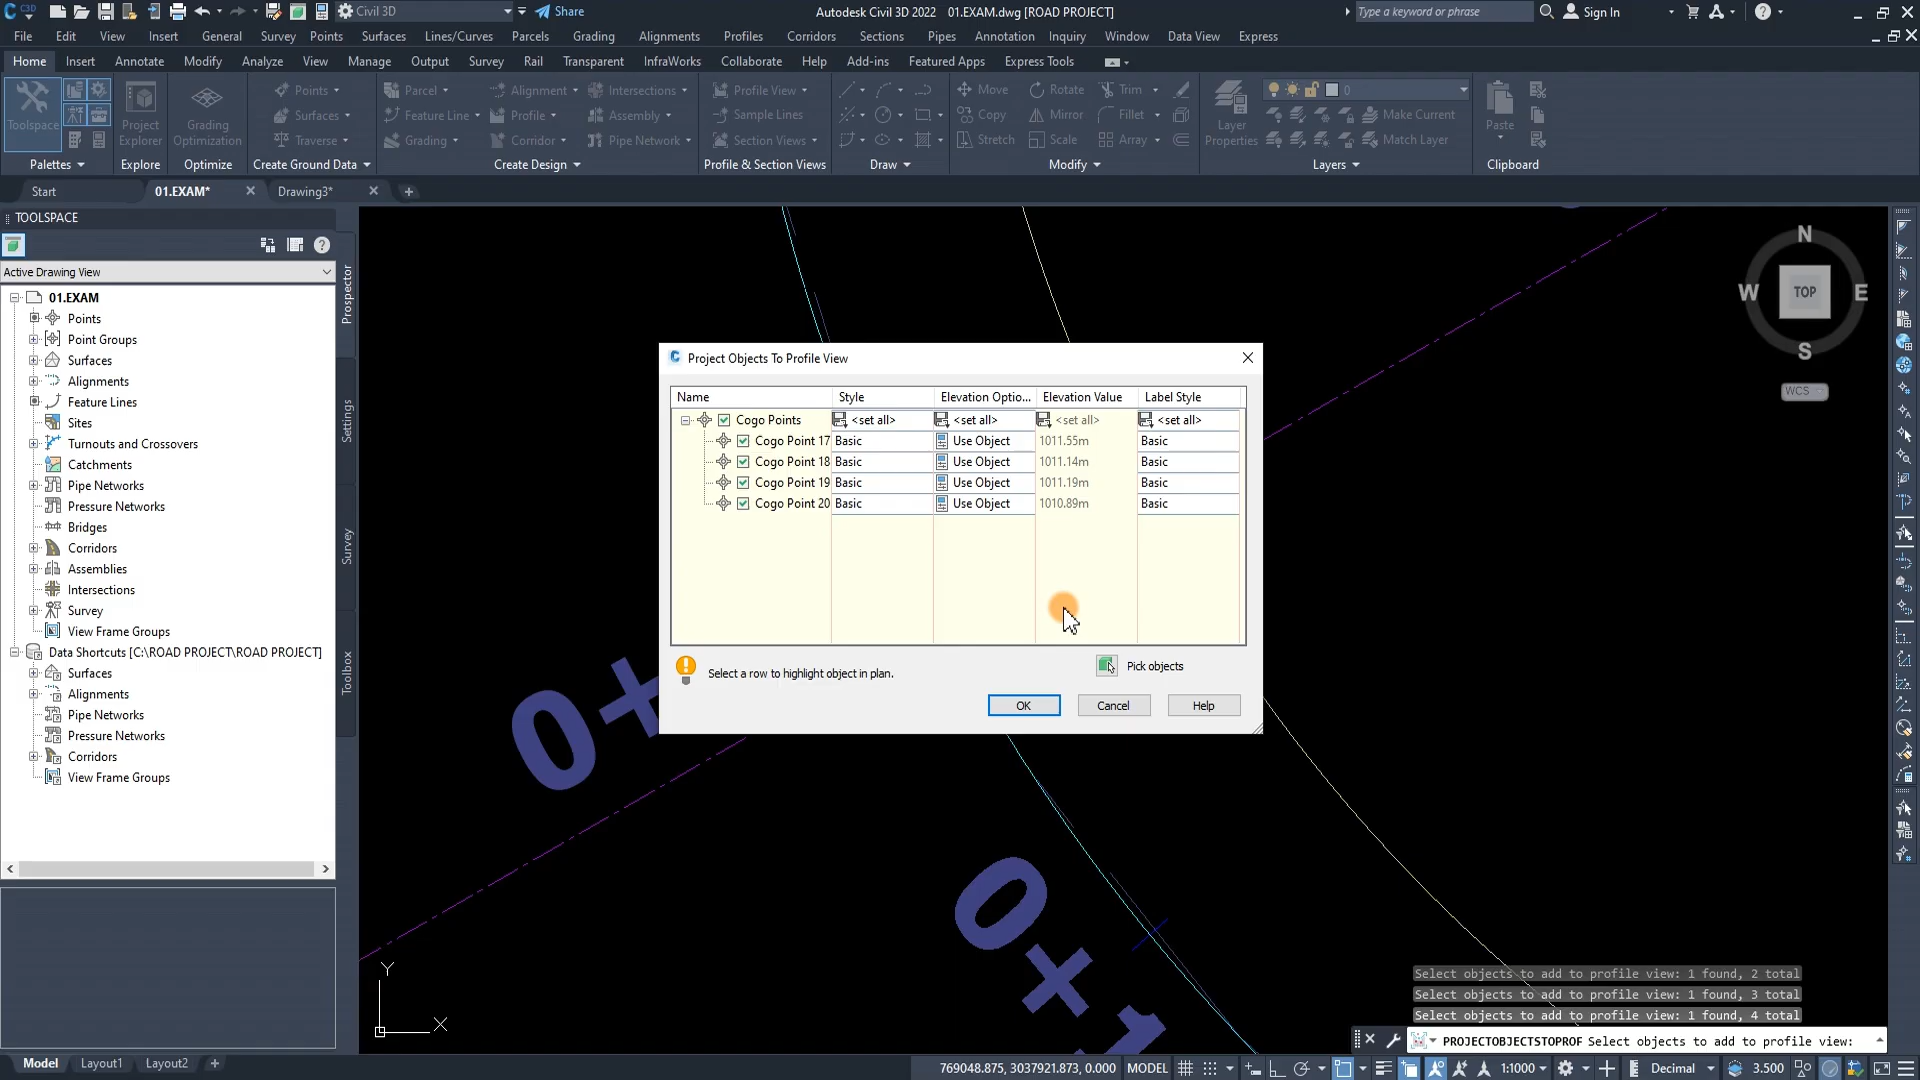 C3D Civil 3D Share Autodesk Civil 3D 2022 01.EXAM.dwg [ROAD PROJECT] Type a keyword or phrase Sign In
File Edit View Insert General Survey Points Surfaces Lines/Curves Parcels Grading Alignments Profiles Corridors Sections Pipes Annotation Inquiry Window Data View Express
Home Insert Annotate Modify Analyze View Manage Output Survey Rail Transparent InfraWorks Collaborate Help Add-ins Featured Apps Express Tools
Points Parcel Alignment Intersections Profile View Move Rotate Trim 0
Surfaces Feature Line Profile Assembly Sample Lines Copy Mirror Fillet Make Current
Toolspace Project Explorer Grading Optimization Traverse Grading Corridor Pipe Network Section Views Stretch Scale Array Layer Properties Match Layer Paste
Palettes Explore Optimize Create Ground Data Create Design Profile & Section Views Draw Modify Layers Clipboard
Start 01.EXAM* Drawing3*
TOOLSPACE
Active Drawing View
01.EXAM
Points
Point Groups
Surfaces
Alignments
Feature Lines
Sites
Turnouts and Crossovers
Catchments
Pipe Networks
Pressure Networks
Bridges
Corridors
Assemblies
Intersections
Survey
View Frame Groups
Data Shortcuts [C:\ROAD PROJECT\ROAD PROJECT]
Surfaces
Alignments
Pipe Networks
Pressure Networks
Corridors
View Frame Groups
Prospector
Settings
Survey
Toolbox
N
W TOP E
S
WCS
Project Objects To Profile View
Name Style Elevation Optio... Elevation Value Label Style
Cogo Points <set all> <set all> <set all> <set all>
Cogo Point 17 Basic Use Object 1011.55m Basic
Cogo Point 18 Basic Use Object 1011.14m Basic
Cogo Point 19 Basic Use Object 1011.19m Basic
Cogo Point 20 Basic Use Object 1010.89m Basic
Select a row to highlight object in plan. Pick objects
OK Cancel Help
0+
0+1
Y
X
Select objects to add to profile view: 1 found, 2 total
Select objects to add to profile view: 1 found, 3 total
Select objects to add to profile view: 1 found, 4 total
PROJECTOBJECTSTOPROF Select objects to add to profile view:
Model Layout1 Layout2 + 769048.875, 3037921.873, 0.000 MODEL 1:1000 Decimal 3.500